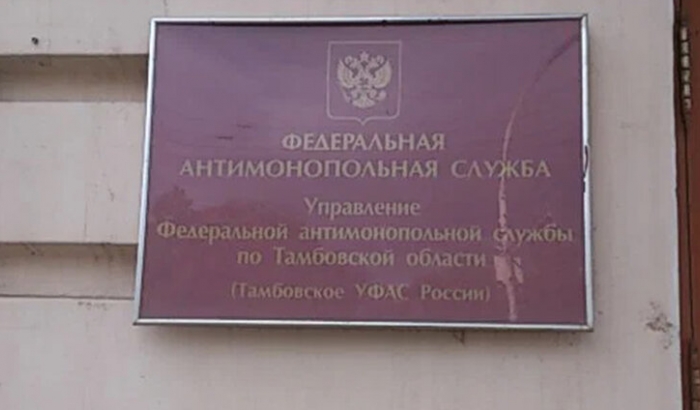 ФЕДЕРАЛЬНАЯ
АНТИМОНОПОЛЬНАЯ СЛУЖБА
Управление
Федеральной антимонопольной службы
по Тамбовской области
(Тамбовское УФАС России)